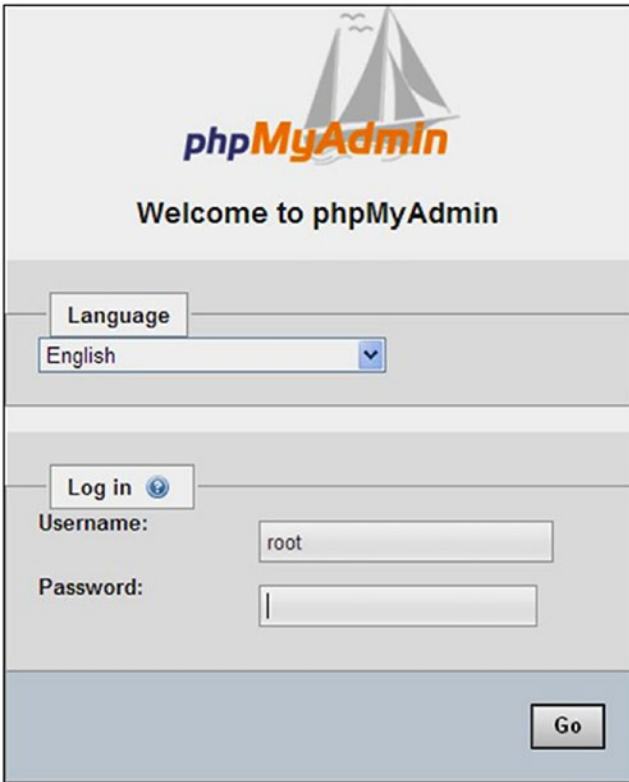 phpMyAdmin
Welcome to phpMyAdmin
Language
English
Log in
Username:
root
Password:
Go